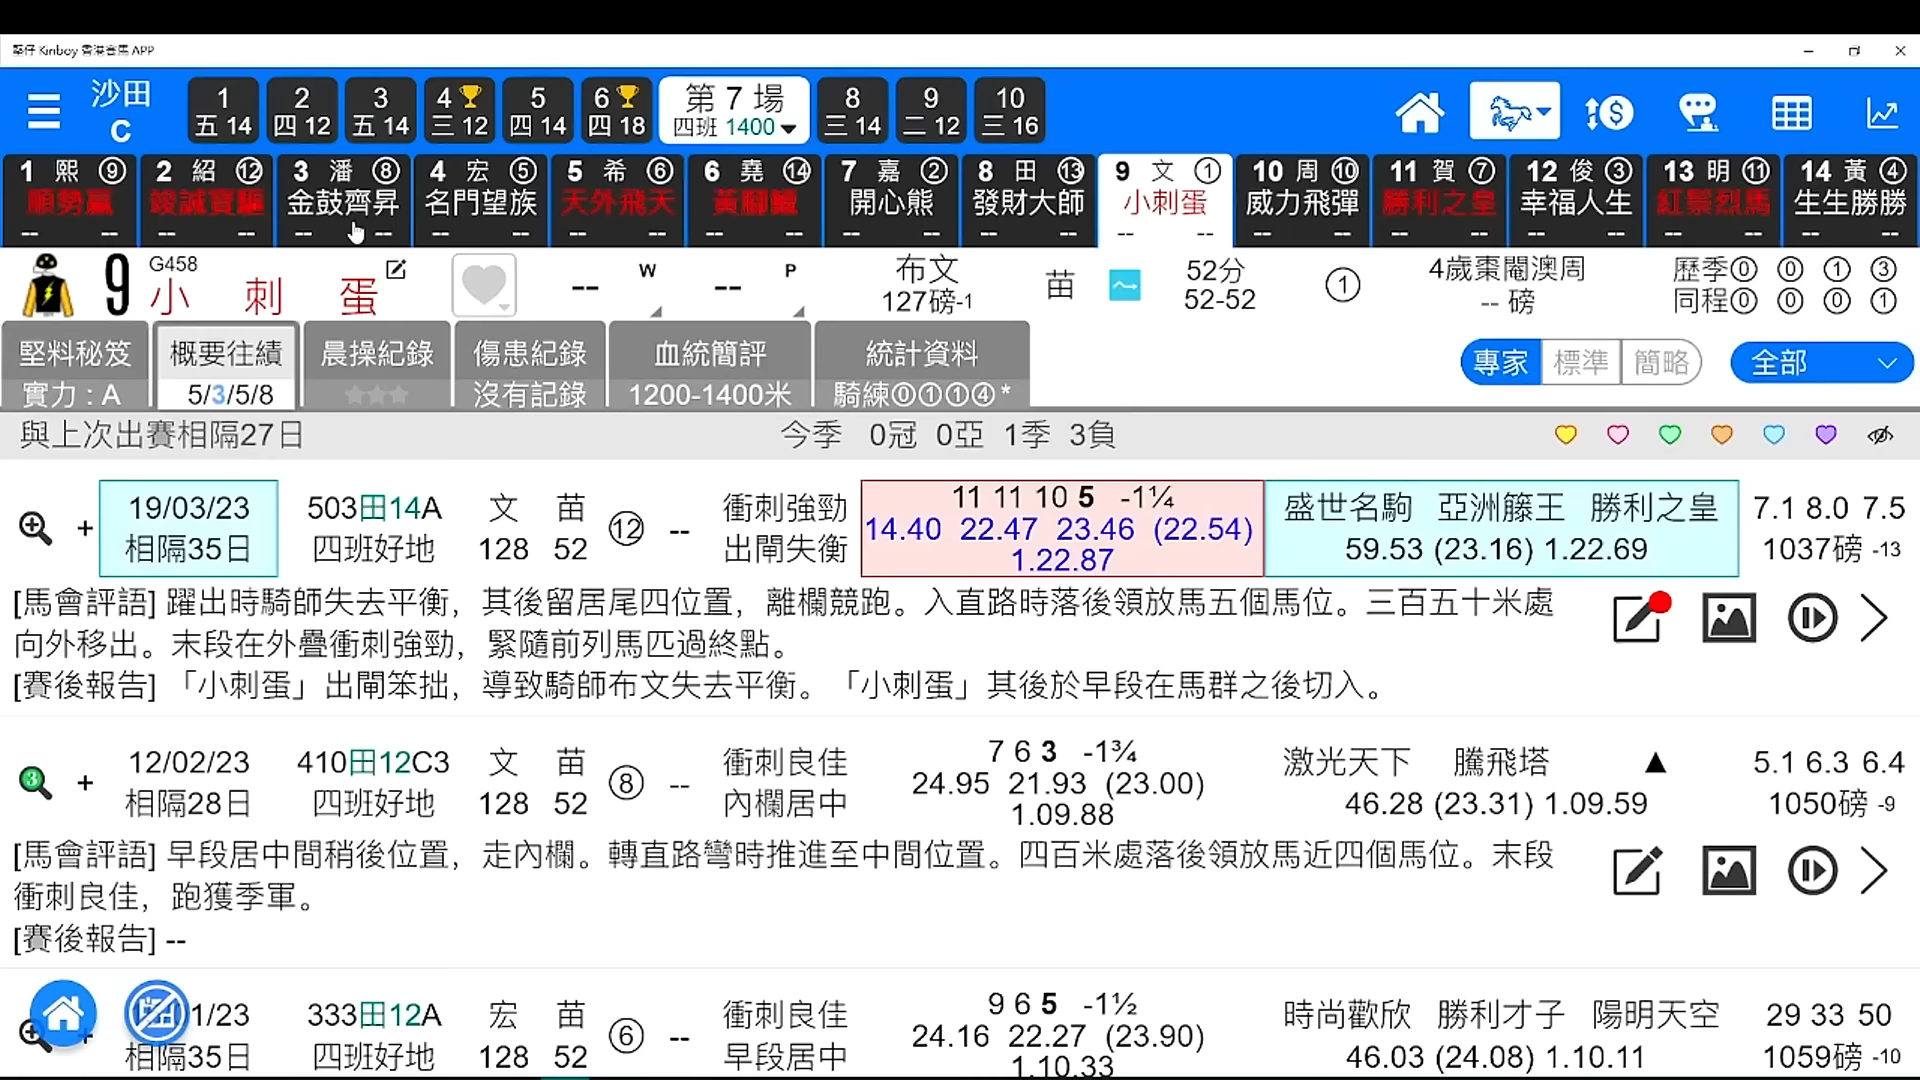 堅仔 Kinboy 香港賽馬 APP
沙田 C
1 五 14
2 四 12
3 五 14
4 三 12
5 四 14
6 四 18
第 7 場 四班 1400
8 三 14
9 二 12
10 三 16
1 熙 ⑨ 順勢贏 -- --
2 紹 ⑫ 竣誠寶驅 -- --
3 潘 ⑧ 金鼓齊昇 -- --
4 宏 ⑤ 名門望族 -- --
5 希 ⑥ 天外飛天 -- --
6 堯 ⑭ 黃腳鱲 -- --
7 嘉 ② 開心熊 -- --
8 田 ⑬ 發財大師 -- --
9 文 ① 小刺蛋 -- --
10 周 ⑩ 威力飛彈 -- --
11 賀 ⑦ 勝利之皇 -- --
12 俊 ③ 幸福人生 -- --
13 明 ⑪ 紅鬃烈馬 -- --
14 黃 ④ 生生勝勝 -- --
9 G458 小刺蛋
-- W -- P
布文 127磅-1
苗
52分 52-52
①
4歲棗閹澳周 -- 磅
歷季⓪ ⓪ ① ③
同程⓪ ⓪ ⓪ ①
堅料秘笈 實力 : A
概要往績 5/3/5/8
晨操紀錄
傷患紀錄 沒有記錄
血統簡評 1200-1400米
統計資料 騎練⓪①①④ *
專家 標準 簡略
全部
與上次出賽相隔27日
今季 0冠 0亞 1季 3負
19/03/23 503田14A 文 苗 ⑫ -- 衝刺強勁 11 11 10 5 -1¼ 盛世名駒 亞洲籐王 勝利之皇 7.1 8.0 7.5
相隔35日 四班好地 128 52 出閘失衡 14.40 22.47 23.46 (22.54) 59.53 (23.16) 1.22.69 1037磅 -13
1.22.87
[馬會評語] 躍出時騎師失去平衡，其後留居尾四位置，離欄競跑。入直路時落後領放馬五個馬位。三百五十米處
向外移出。末段在外疊衝刺強勁，緊隨前列馬匹過終點。
[賽後報告] 「小刺蛋」出閘笨拙，導致騎師布文失去平衡。「小刺蛋」其後於早段在馬群之後切入。
12/02/23 410田12C3 文 苗 ⑧ -- 衝刺良佳 7 6 3 -1¾ 激光天下 騰飛塔 ▲ 5.1 6.3 6.4
相隔28日 四班好地 128 52 內欄居中 24.95 21.93 (23.00) 46.28 (23.31) 1.09.59 1050磅 -9
1.09.88
[馬會評語] 早段居中間稍後位置，走內欄。轉直路彎時推進至中間位置。四百米處落後領放馬近四個馬位。末段
衝刺良佳，跑獲季軍。
[賽後報告] --
1/23 333田12A 宏 苗 ⑥ -- 衝刺良佳 9 6 5 -1½ 時尚歡欣 勝利才子 陽明天空 29 33 50
相隔35日 四班好地 128 52 早段居中 24.16 22.27 (23.90) 46.03 (24.08) 1.10.11 1059磅 -10
1.10.33